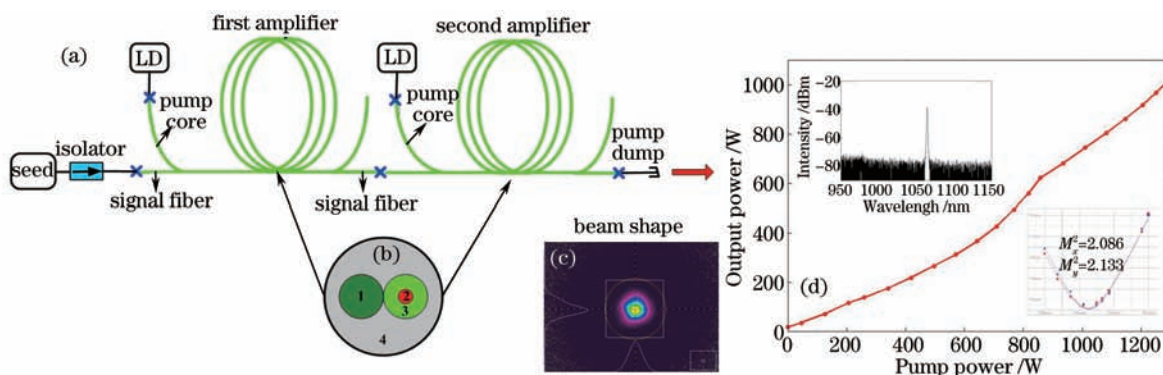 (a)
first amplifier
second amplifier
LD
LD
pump
core
pump
core
pump
dump
seed
isolator
signal fiber
signal fiber
(b)
1
2
3
4
beam shape
(c)
Output power /W
1000
800
600
400
200
0
0
200
400
600
800
1000
1200
Pump power /W
(d)
Intensity /dBm
-20
-40
-60
-80
950
1000
1050
1100
1150
Wavelengh /nm
M²x=2.086
M²y=2.133